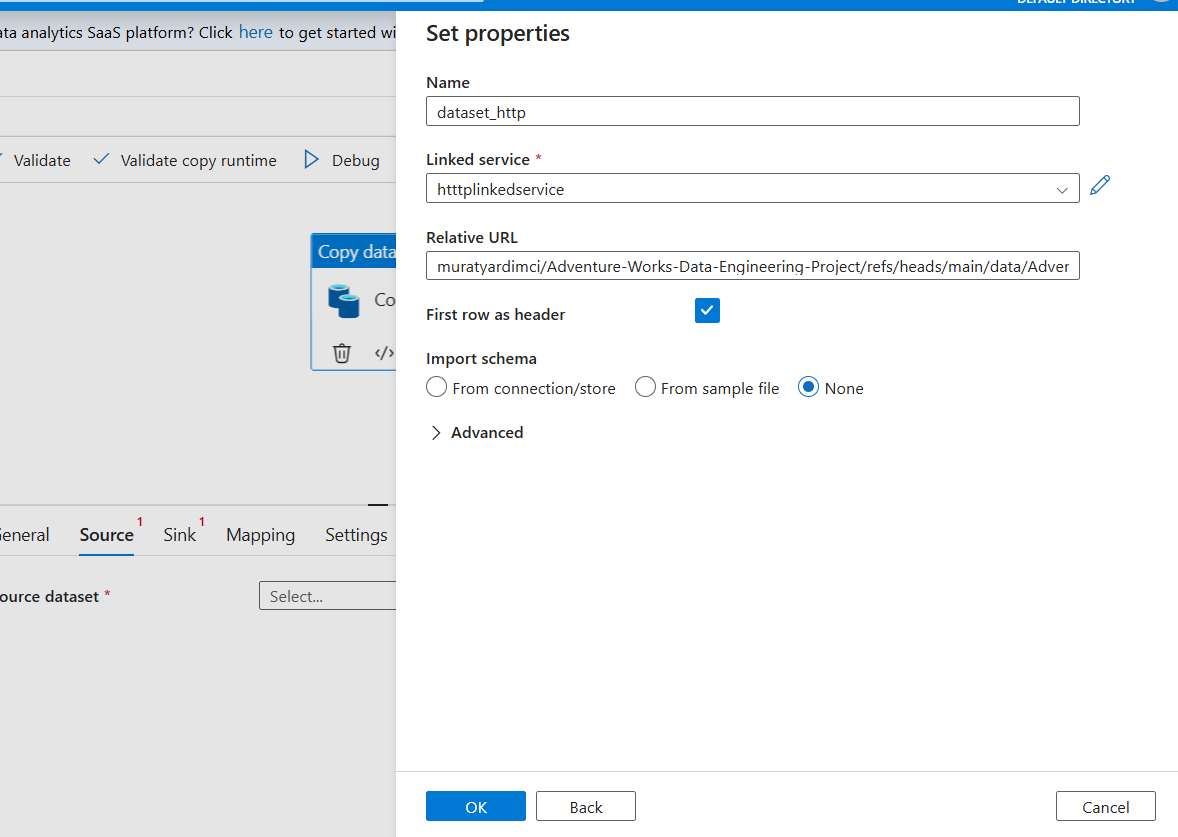 DEFAULT DIRECTORY
ata analytics SaaS platform? Click here to get started wi
Validate
Validate copy runtime
Debug
Copy data
Co
General
Source 1
Sink 1
Mapping
Settings
ource dataset *
Select...
Set properties
Name
dataset_http
Linked service *
htttplinkedservice
Relative URL
muratyardimci/Adventure-Works-Data-Engineering-Project/refs/heads/main/data/Adver
First row as header
Import schema
From connection/store
From sample file
None
Advanced
OK
Back
Cancel